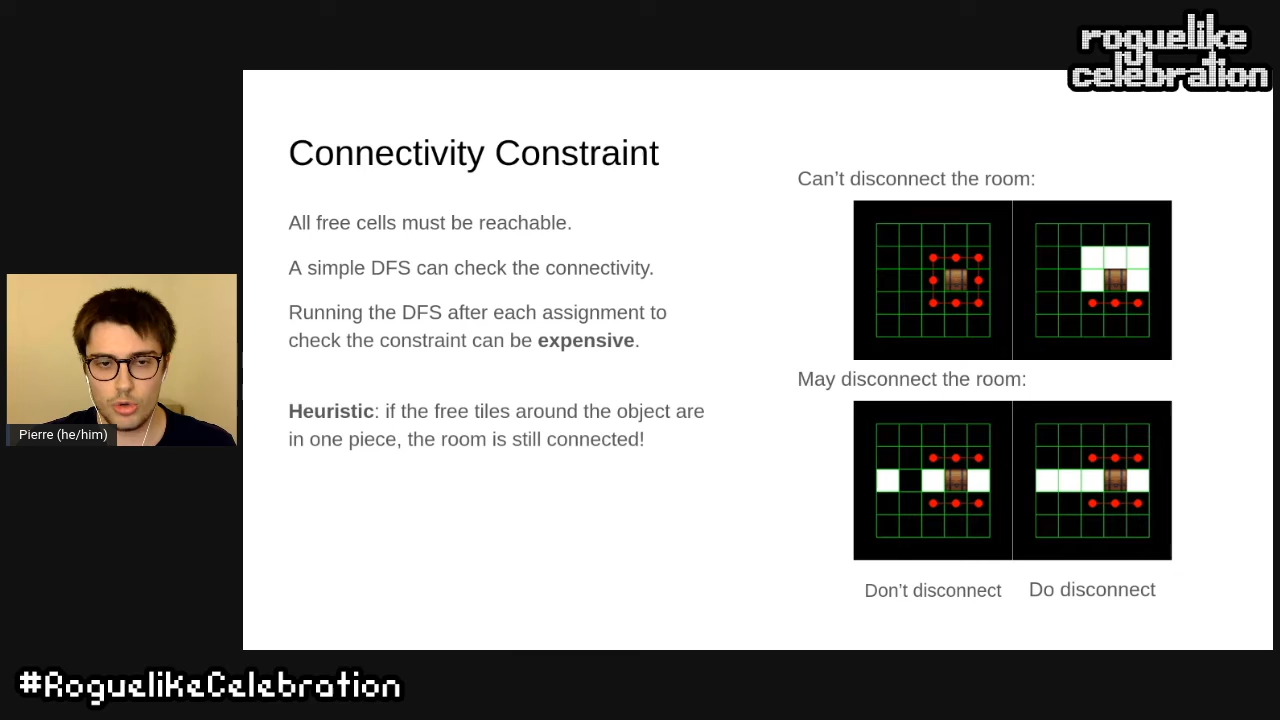 roguelike
celebration
Connectivity Constraint
All free cells must be reachable.
A simple DFS can check the connectivity.
Running the DFS after each assignment to
check the constraint can be expensive.
Heuristic: if the free tiles around the object are
in one piece, the room is still connected!
Can’t disconnect the room:
May disconnect the room:
Don’t disconnect
Do disconnect
Pierre (he/him)
#RoguelikeCelebration